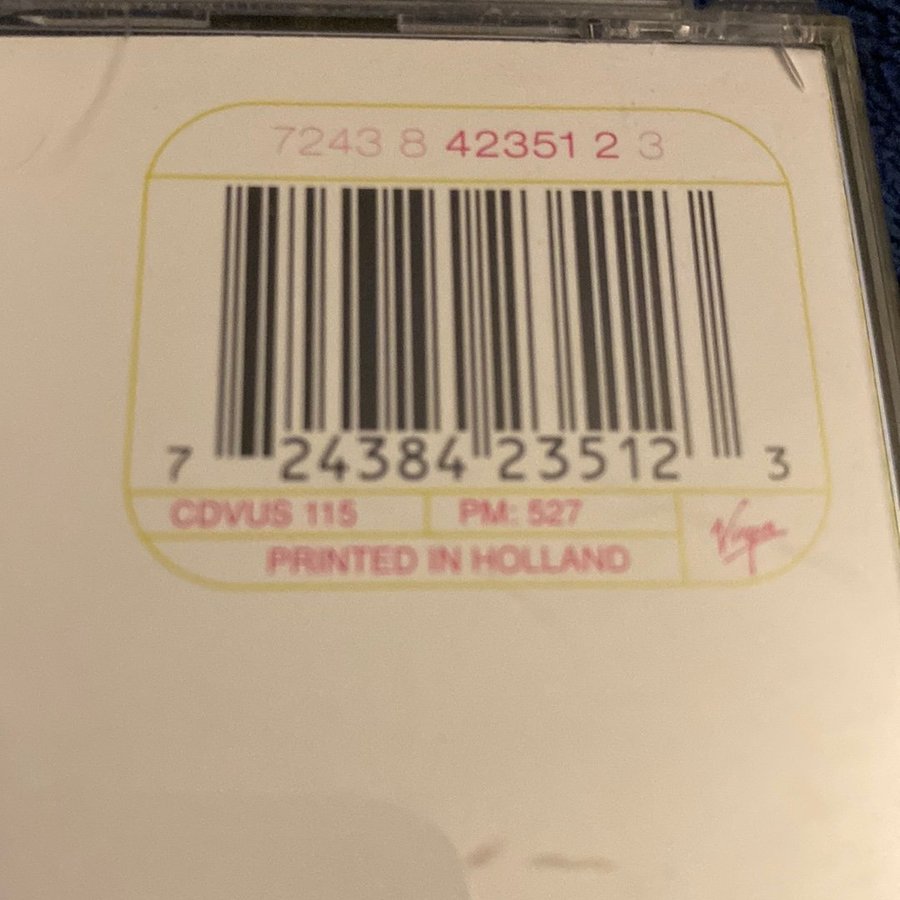 7243 8 42351 2 3
7 24384 23512 3
CDVUS 115 PM: 527
Virgin
PRINTED IN HOLLAND